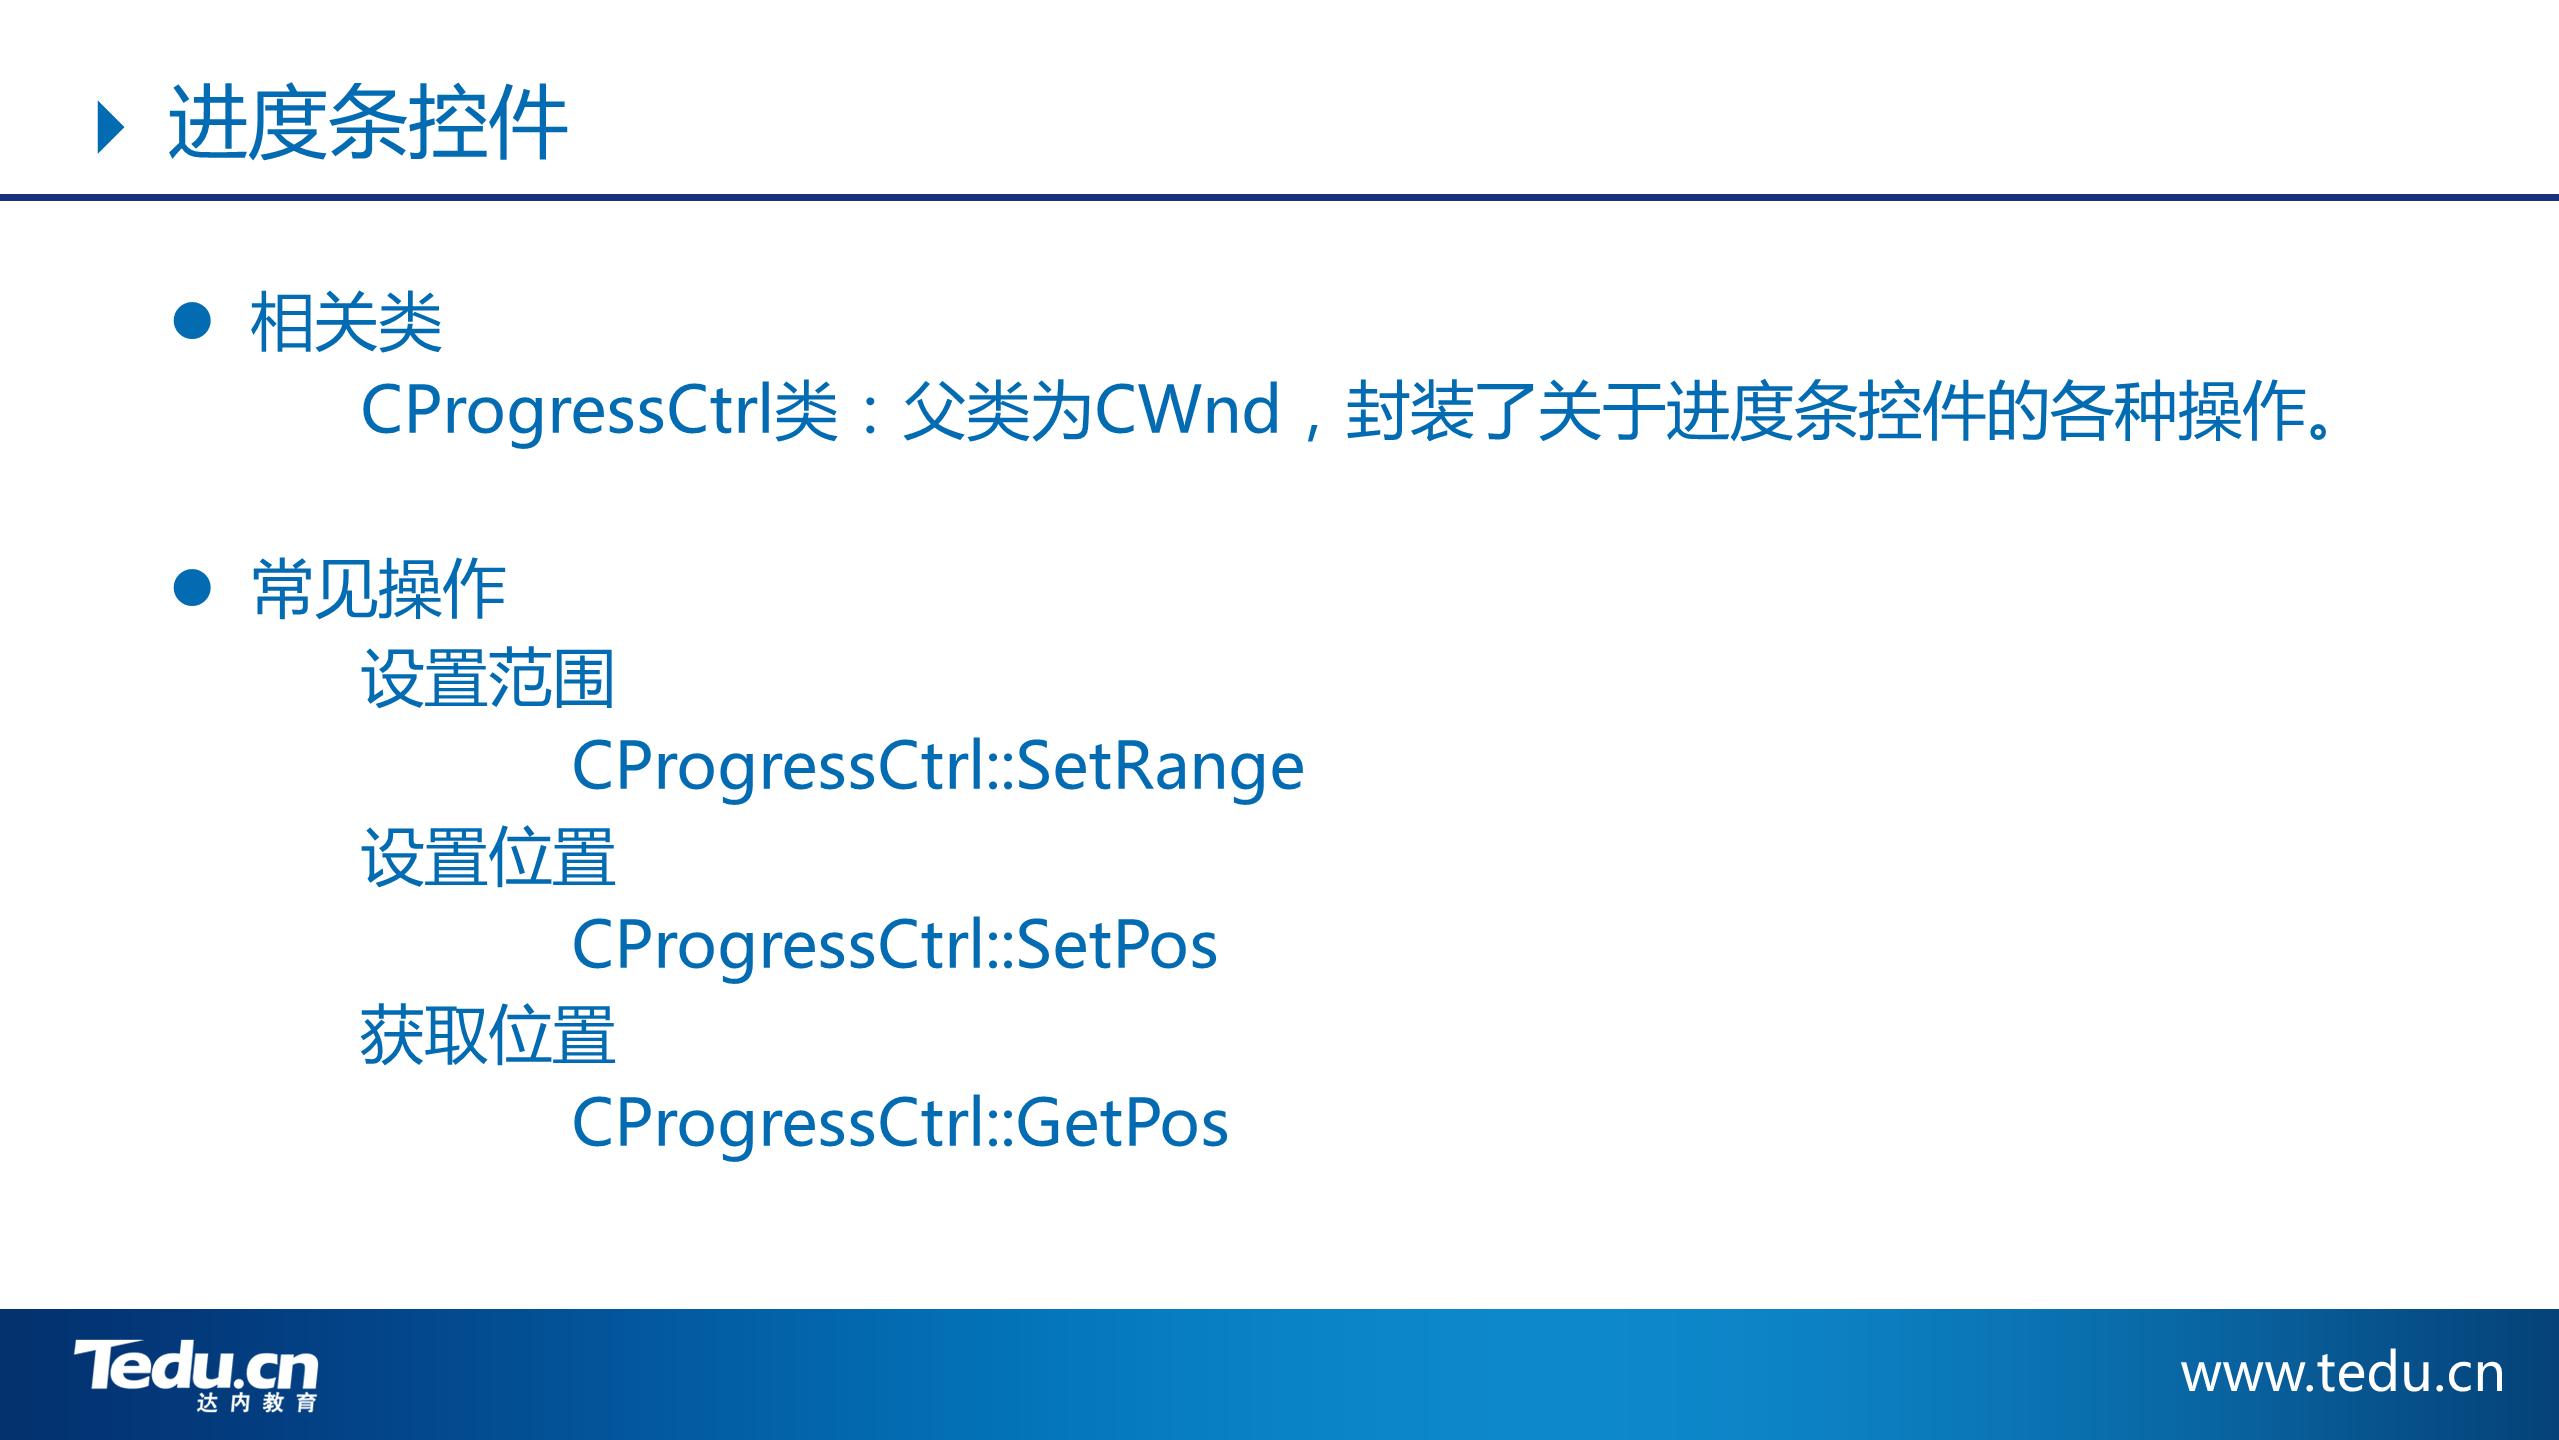 进度条控件
相关类
CProgressCtrl类：父类为CWnd，封装了关于进度条控件的各种操作。
常见操作
设置范围
CProgressCtrl::SetRange
设置位置
CProgressCtrl::SetPos
获取位置
CProgressCtrl::GetPos
Tedu.cn
达内教育
www.tedu.cn